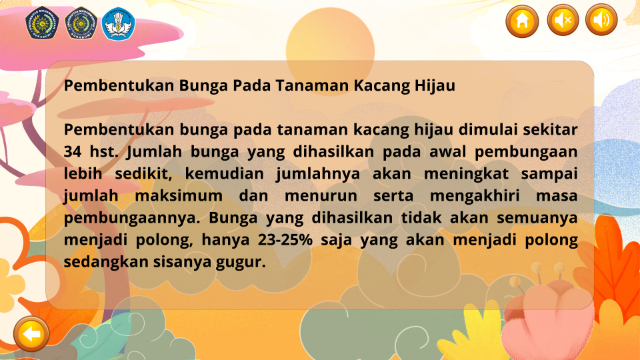 Pembentukan Bunga Pada Tanaman Kacang Hijau
Pembentukan bunga pada tanaman kacang hijau dimulai sekitar
34 hst. Jumlah bunga yang dihasilkan pada awal pembungaan
lebih sedikit, kemudian jumlahnya akan meningkat sampai
jumlah maksimum dan menurun serta mengakhiri masa
pembungaannya. Bunga yang dihasilkan tidak akan semuanya
menjadi polong, hanya 23-25% saja yang akan menjadi polong
sedangkan sisanya gugur.